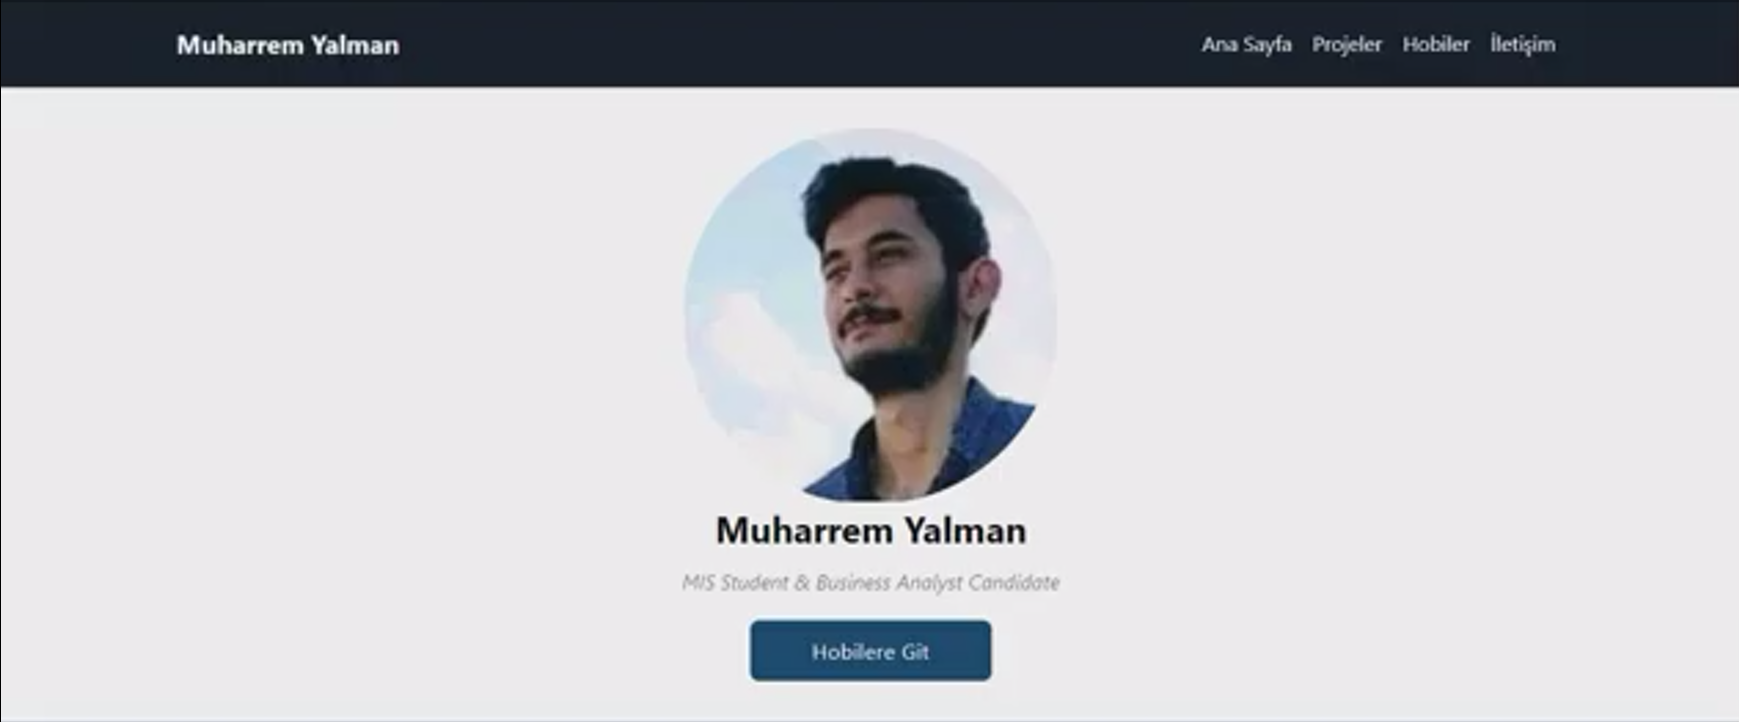 Muharrem Yalman
Ana Sayfa Projeler Hobiler İletişim
Muharrem Yalman
MIS Student & Business Analyst Candidate
Hobilere Git